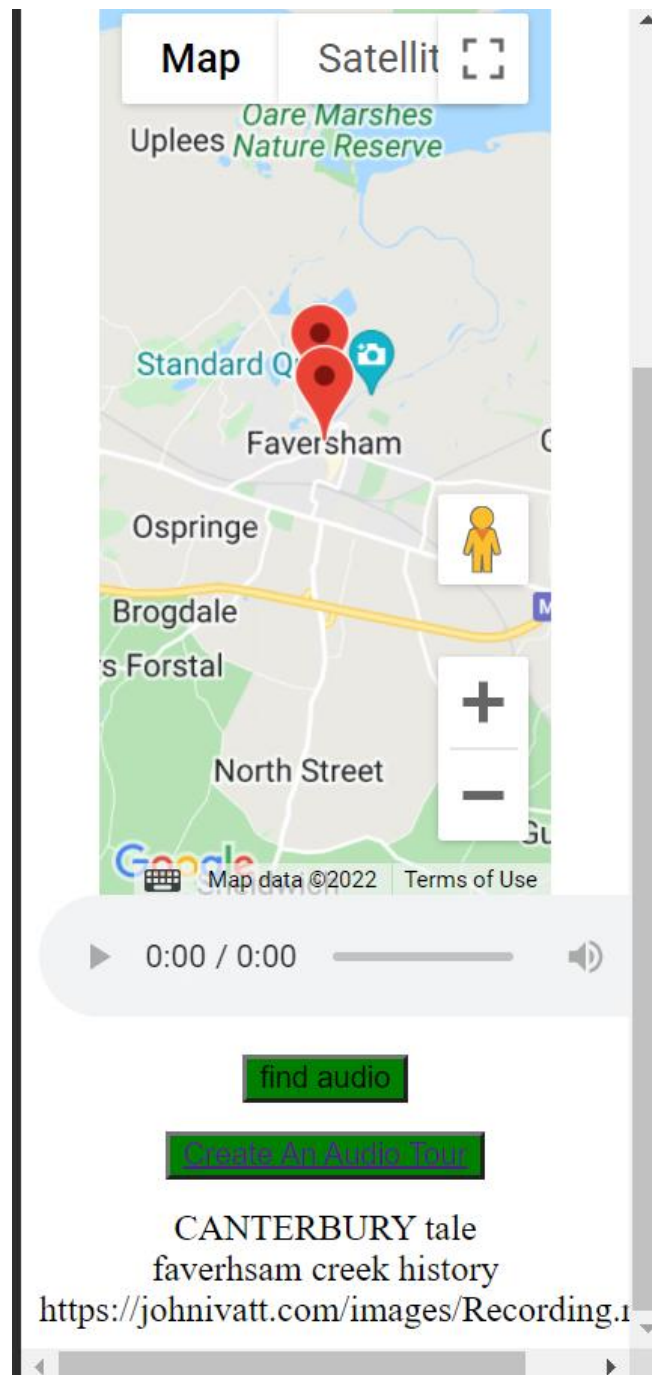 Map Satellit
Oare Marshes
Uplees Nature Reserve
Standard Q
Faversham
Ospringe
Brogdale
M
s Forstal
North Street
Gu
Google
Map data ©2022 Terms of Use
0:00 / 0:00
find audio
Create An Audio Tour
CANTERBURY tale
faverhsam creek history
https://johnivatt.com/images/Recording.